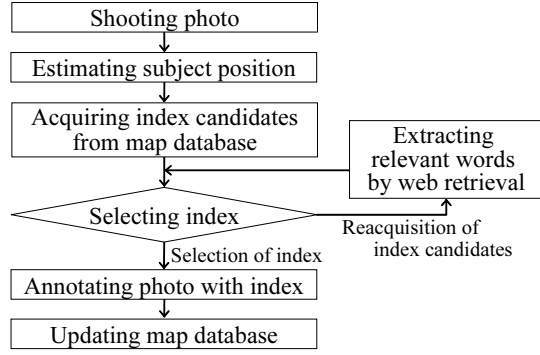 Shooting photo
Estimating subject position
Acquiring index candidates
from map database
Extracting
relevant words
by web retrieval
Selecting index
Reacquisition of
index candidates
Selection of index
Annotating photo with index
Updating map database